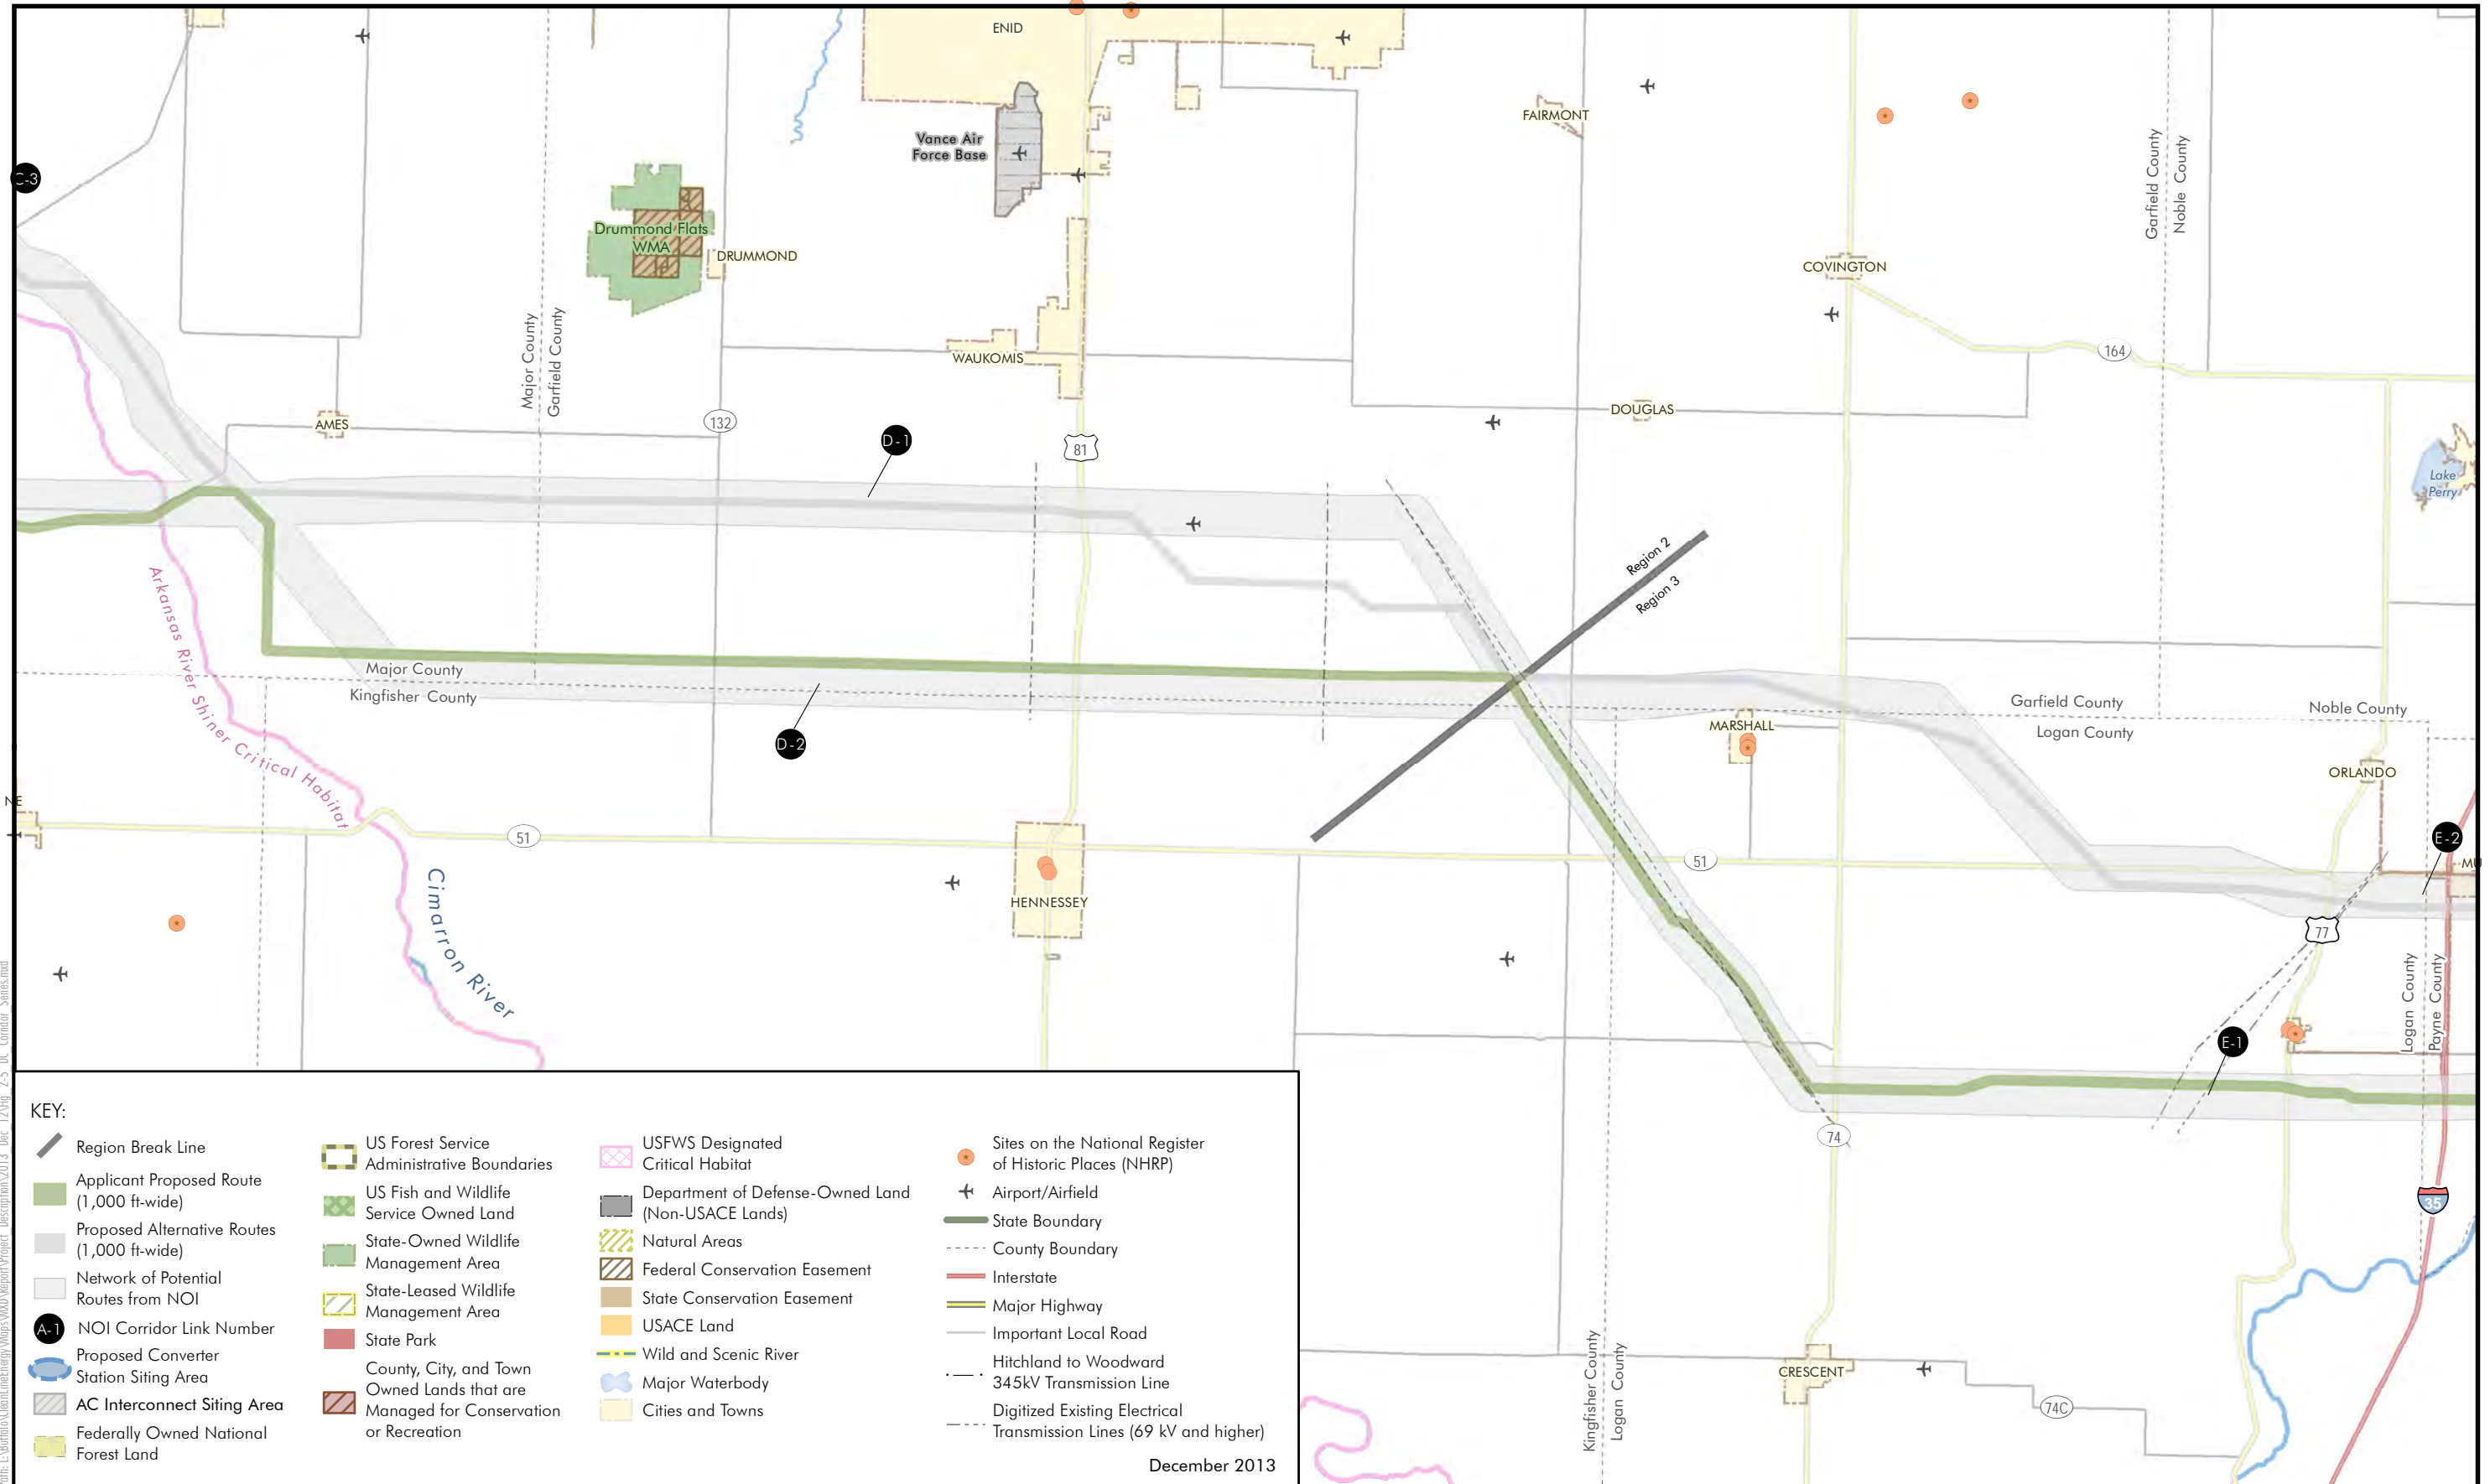 ENID
Vance Air
Force Base
FAIRMONT
C-3
Garfield County
Noble County
Drummond Flats
WMA
DRUMMOND
COVINGTON
164
Major County
Garfield County
WAUKOMIS
AMES
132
DOUGLAS
D-1
81
Lake
Perry
Region 2
Region 3
Arkansas River Shiner Critical Habitat
Major County
Kingfisher County
D-2
MARSHALL
Garfield County
Logan County
Noble County
ORLANDO
NE
51
51
E-2
MU
HENNESSEY
Cimarron River
77
E-1
Logan County
Payne County
74
35
Kingfisher County
Logan County
CRESCENT
74C
KEY:
Region Break Line
Applicant Proposed Route
(1,000 ft-wide)
Proposed Alternative Routes
(1,000 ft-wide)
Network of Potential
Routes from NOI
A-1
NOI Corridor Link Number
Proposed Converter
Station Siting Area
AC Interconnect Siting Area
Federally Owned National
Forest Land
US Forest Service
Administrative Boundaries
US Fish and Wildlife
Service Owned Land
State-Owned Wildlife
Management Area
State-Leased Wildlife
Management Area
State Park
County, City, and Town
Owned Lands that are
Managed for Conservation
or Recreation
USFWS Designated
Critical Habitat
Department of Defense-Owned Land
(Non-USACE Lands)
Natural Areas
Federal Conservation Easement
State Conservation Easement
USACE Land
Wild and Scenic River
Major Waterbody
Cities and Towns
Sites on the National Register
of Historic Places (NHRP)
Airport/Airfield
State Boundary
County Boundary
Interstate
Major Highway
Important Local Road
Hitchland to Woodward
345kV Transmission Line
Digitized Existing Electrical
Transmission Lines (69 kV and higher)
December 2013